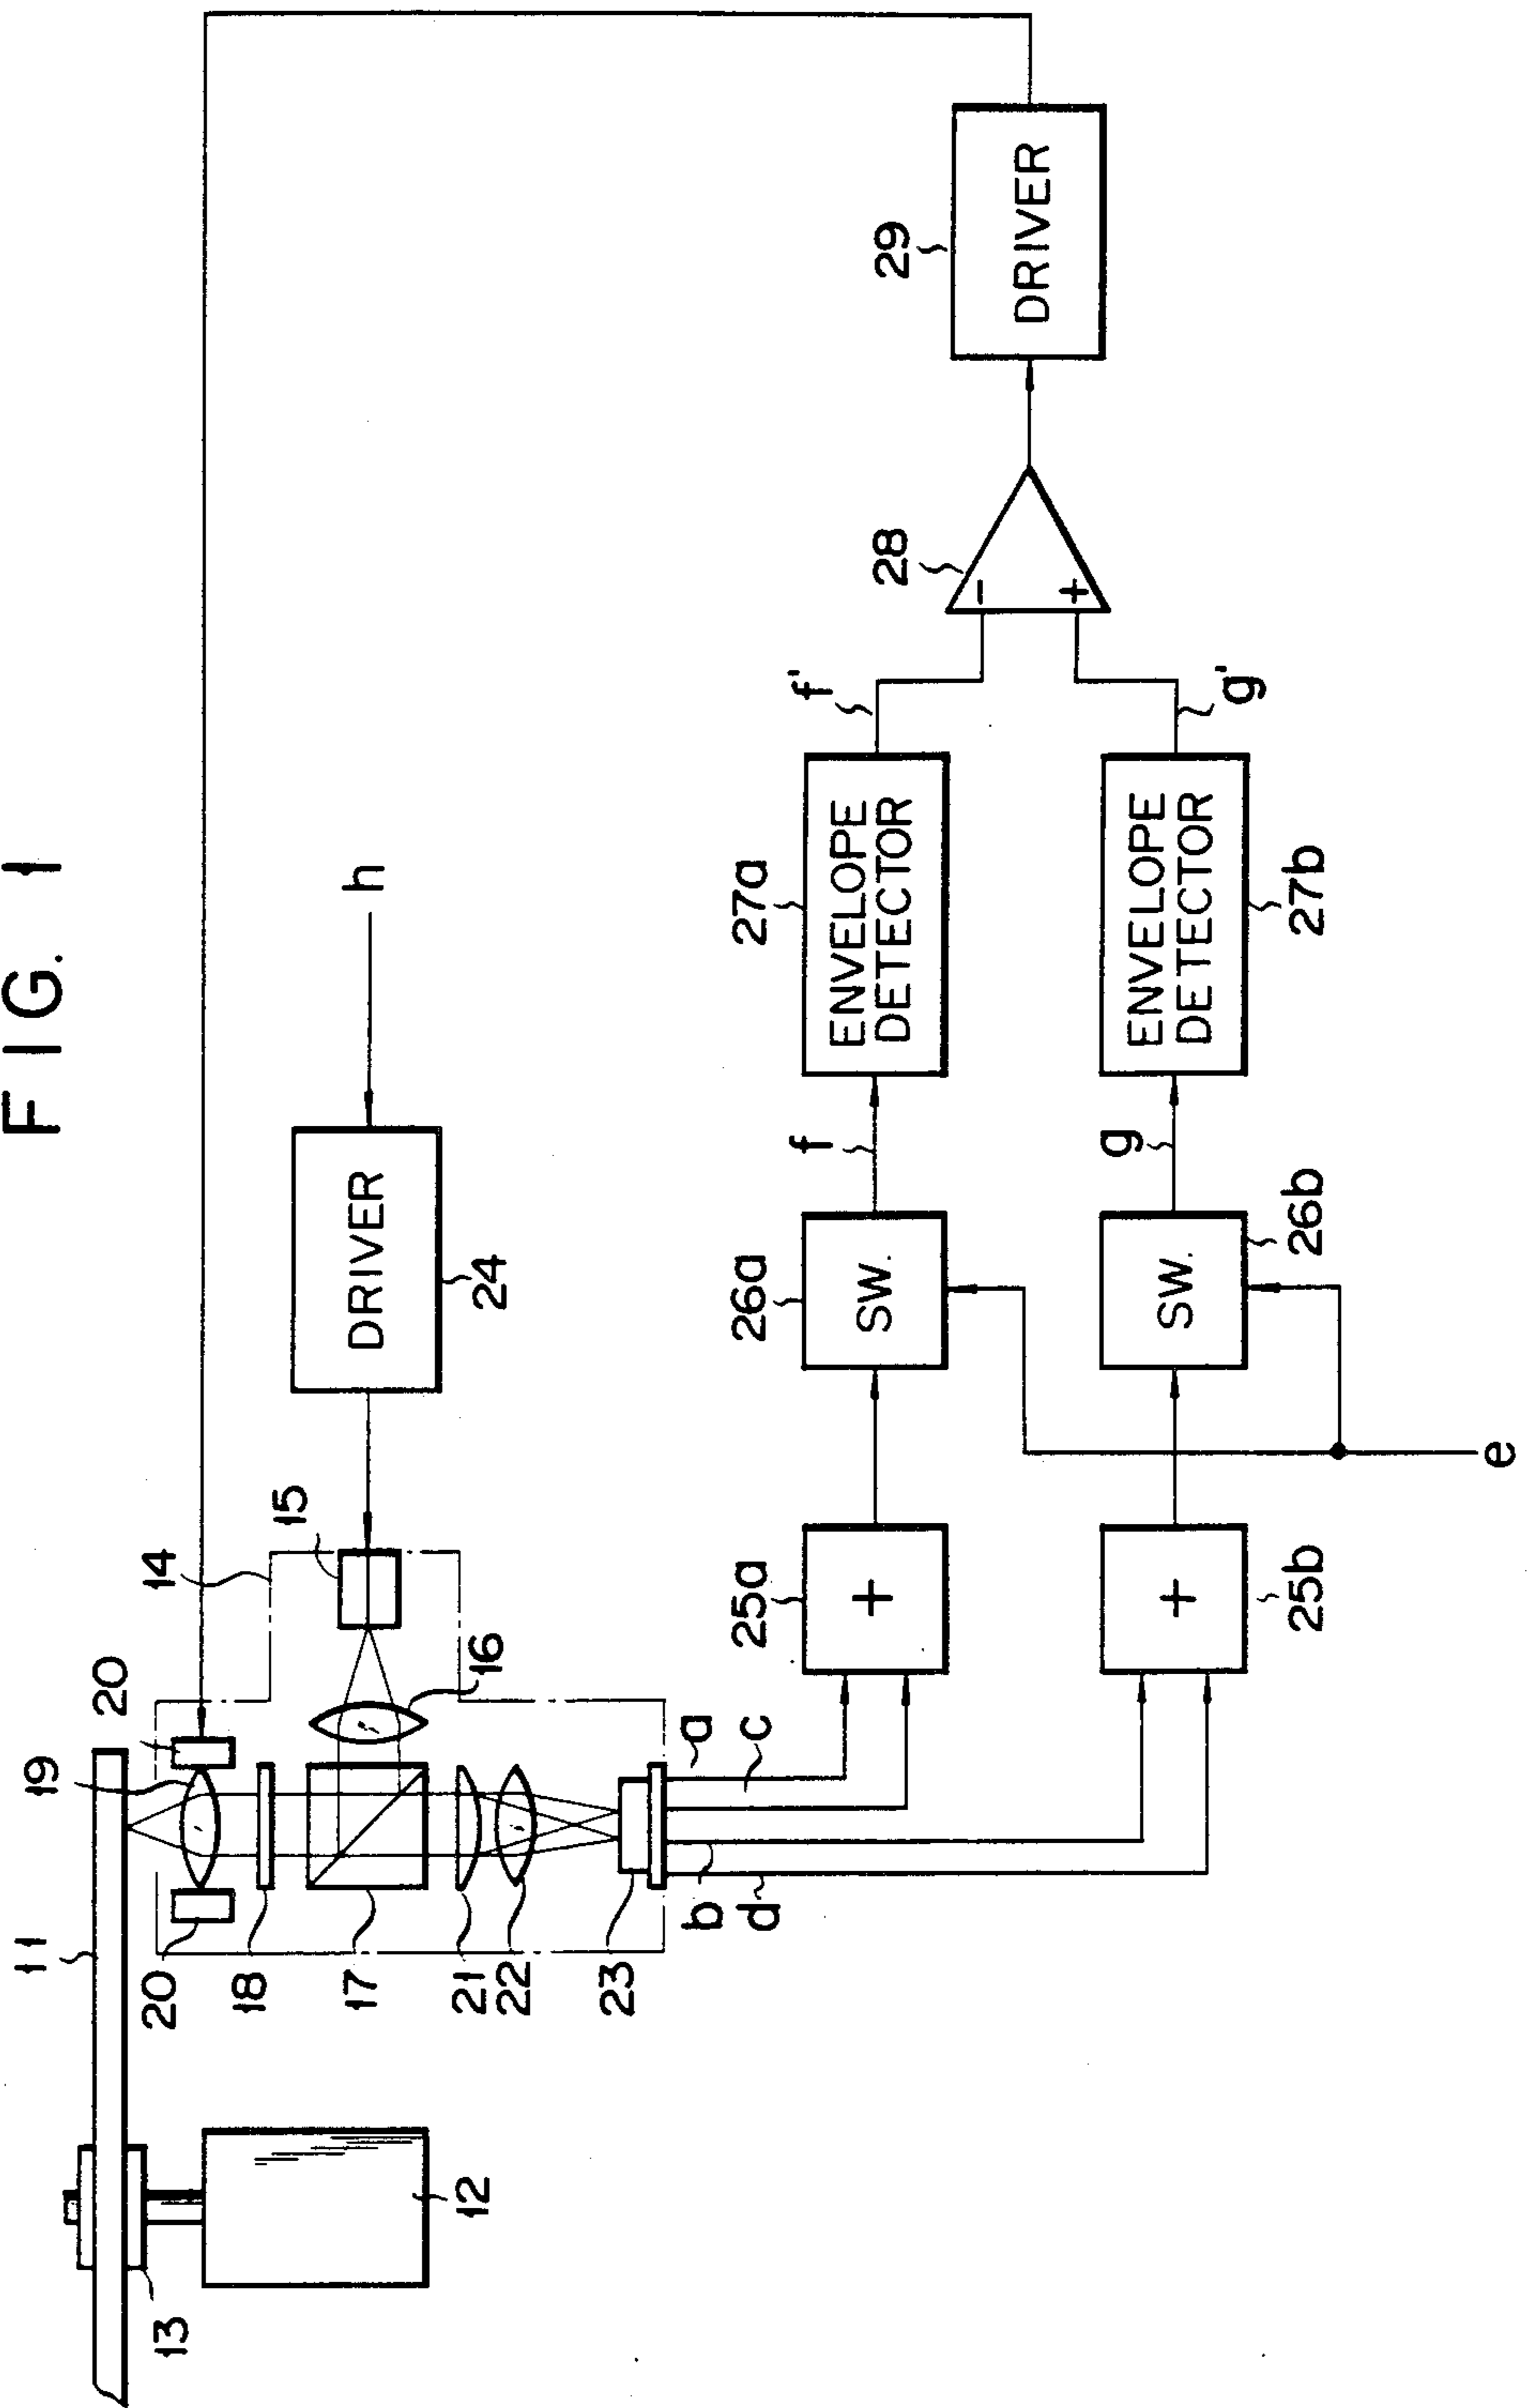 FIG. 1
11
12
13
14
15
16
17
18
19
20
20
21
22
23
24
DRIVER
h
a
c
b
d
25a
+
25b
+
e
26a
SW.
26b
SW.
f
g
27a
ENVELOPE
DETECTOR
27b
ENVELOPE
DETECTOR
f'
g'
28
-
+
29
DRIVER